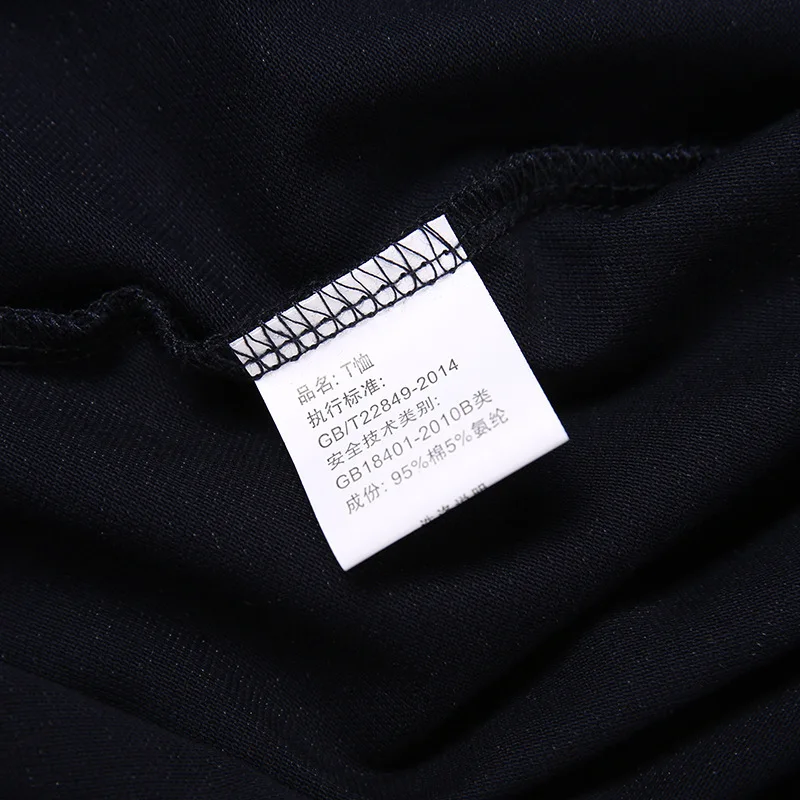 品名: T恤
执行标准:
GB/T22849-2014
安全技术类别:
GB18401-2010B类
成份: 95%棉5%氨纶